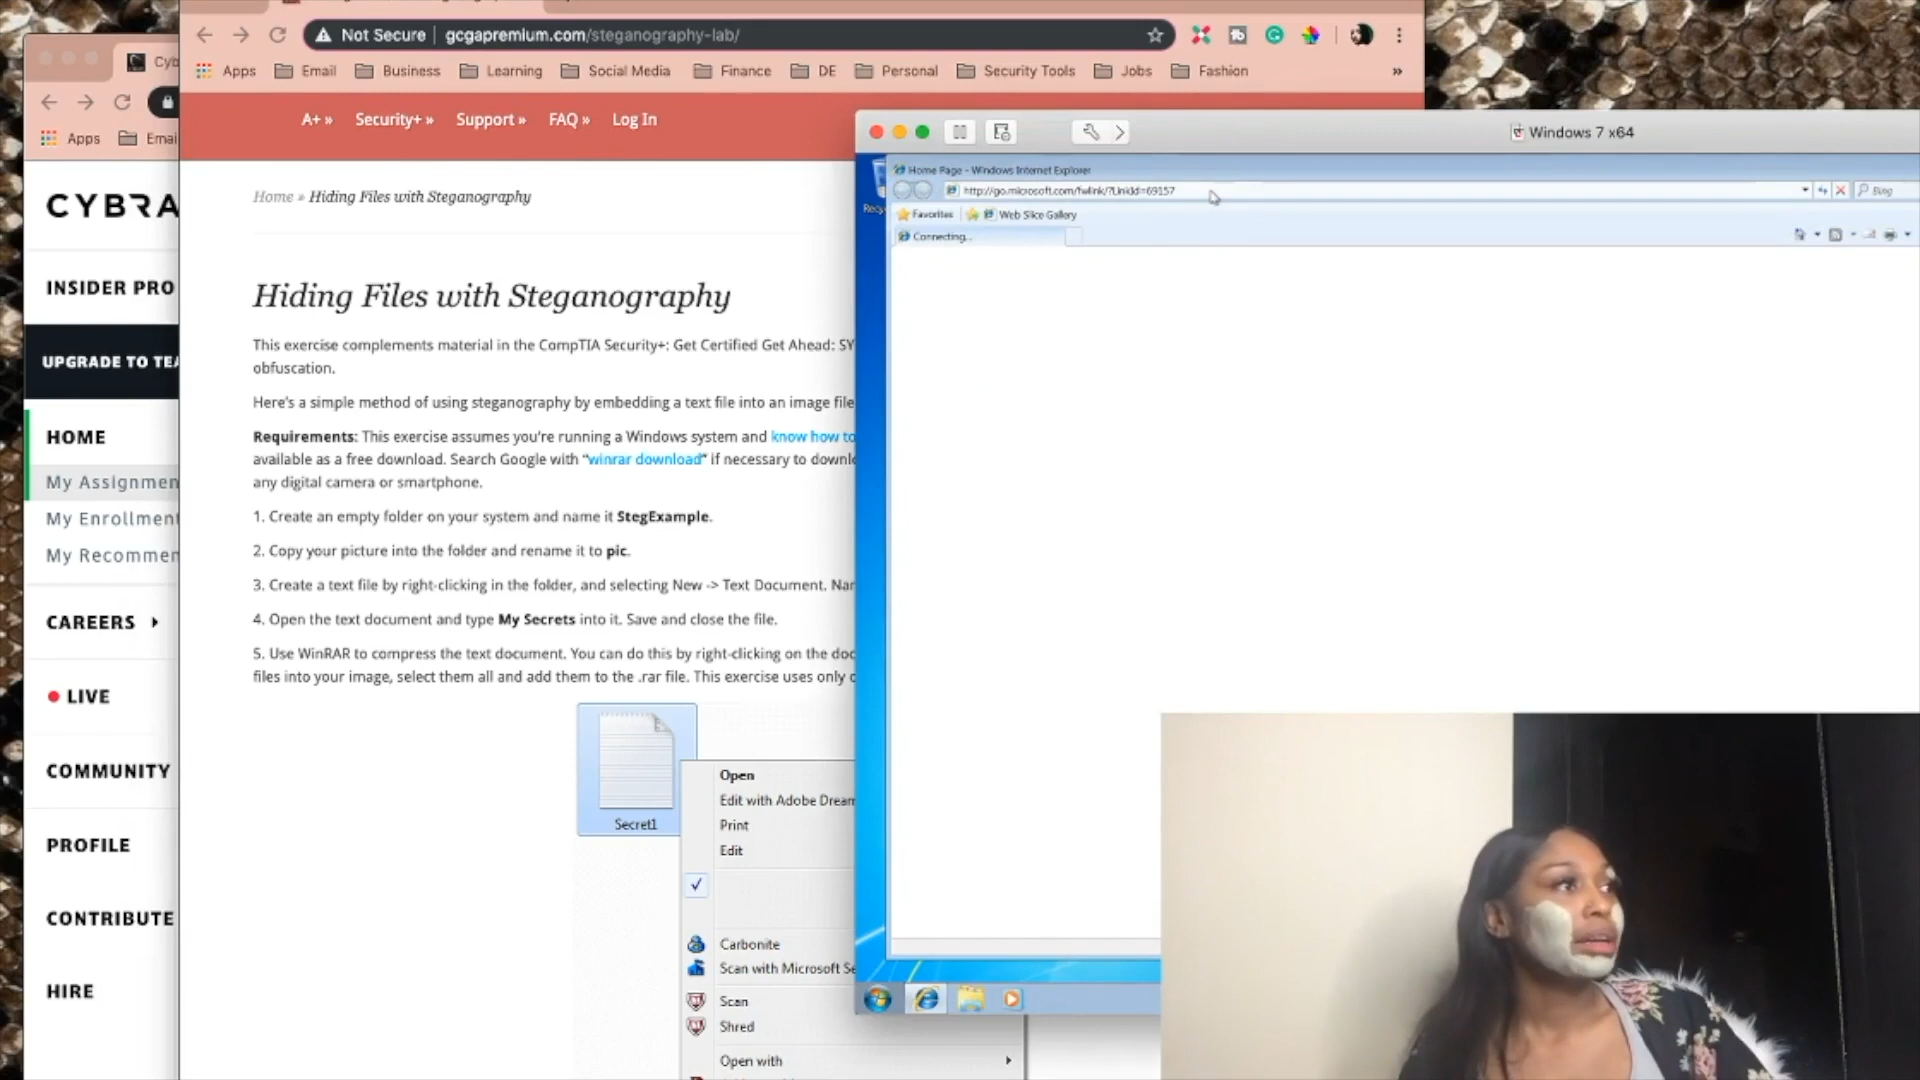 Not Secure | gcgapremium.com/steganography-lab/
Apps Email Business Learning Social Media Finance DE Personal Security Tools Jobs Fashion »
Cyb
Apps Emai
A+ » Security+ » Support » FAQ » Log In
CYBRA
INSIDER PRO
UPGRADE TO TEA
HOME
My Assignmen
My Enrollment
My Recommen
CAREERS
LIVE
COMMUNITY
PROFILE
CONTRIBUTE
HIRE
Home » Hiding Files with Steganography
Hiding Files with Steganography
This exercise complements material in the CompTIA Security+: Get Certified Get Ahead: SY
obfuscation.
Here's a simple method of using steganography by embedding a text file into an image file
Requirements: This exercise assumes you're running a Windows system and know how to
available as a free download. Search Google with “winrar download” if necessary to downlo
any digital camera or smartphone.
1. Create an empty folder on your system and name it StegExample.
2. Copy your picture into the folder and rename it to pic.
3. Create a text file by right-clicking in the folder, and selecting New -> Text Document. Nam
4. Open the text document and type My Secrets into it. Save and close the file.
5. Use WinRAR to compress the text document. You can do this by right-clicking on the doc
files into your image, select them all and add them to the .rar file. This exercise uses only o
Secret1
Open
Edit with Adobe Dream
Print
Edit
Carbonite
Scan with Microsoft Se
Scan
Shred
Open with
Windows 7 x64
Home Page - Windows Internet Explorer
http://go.microsoft.com/fwlink/?LinkId=69157
Bing
Favorites
Web Slice Gallery
Connecting...
Recy